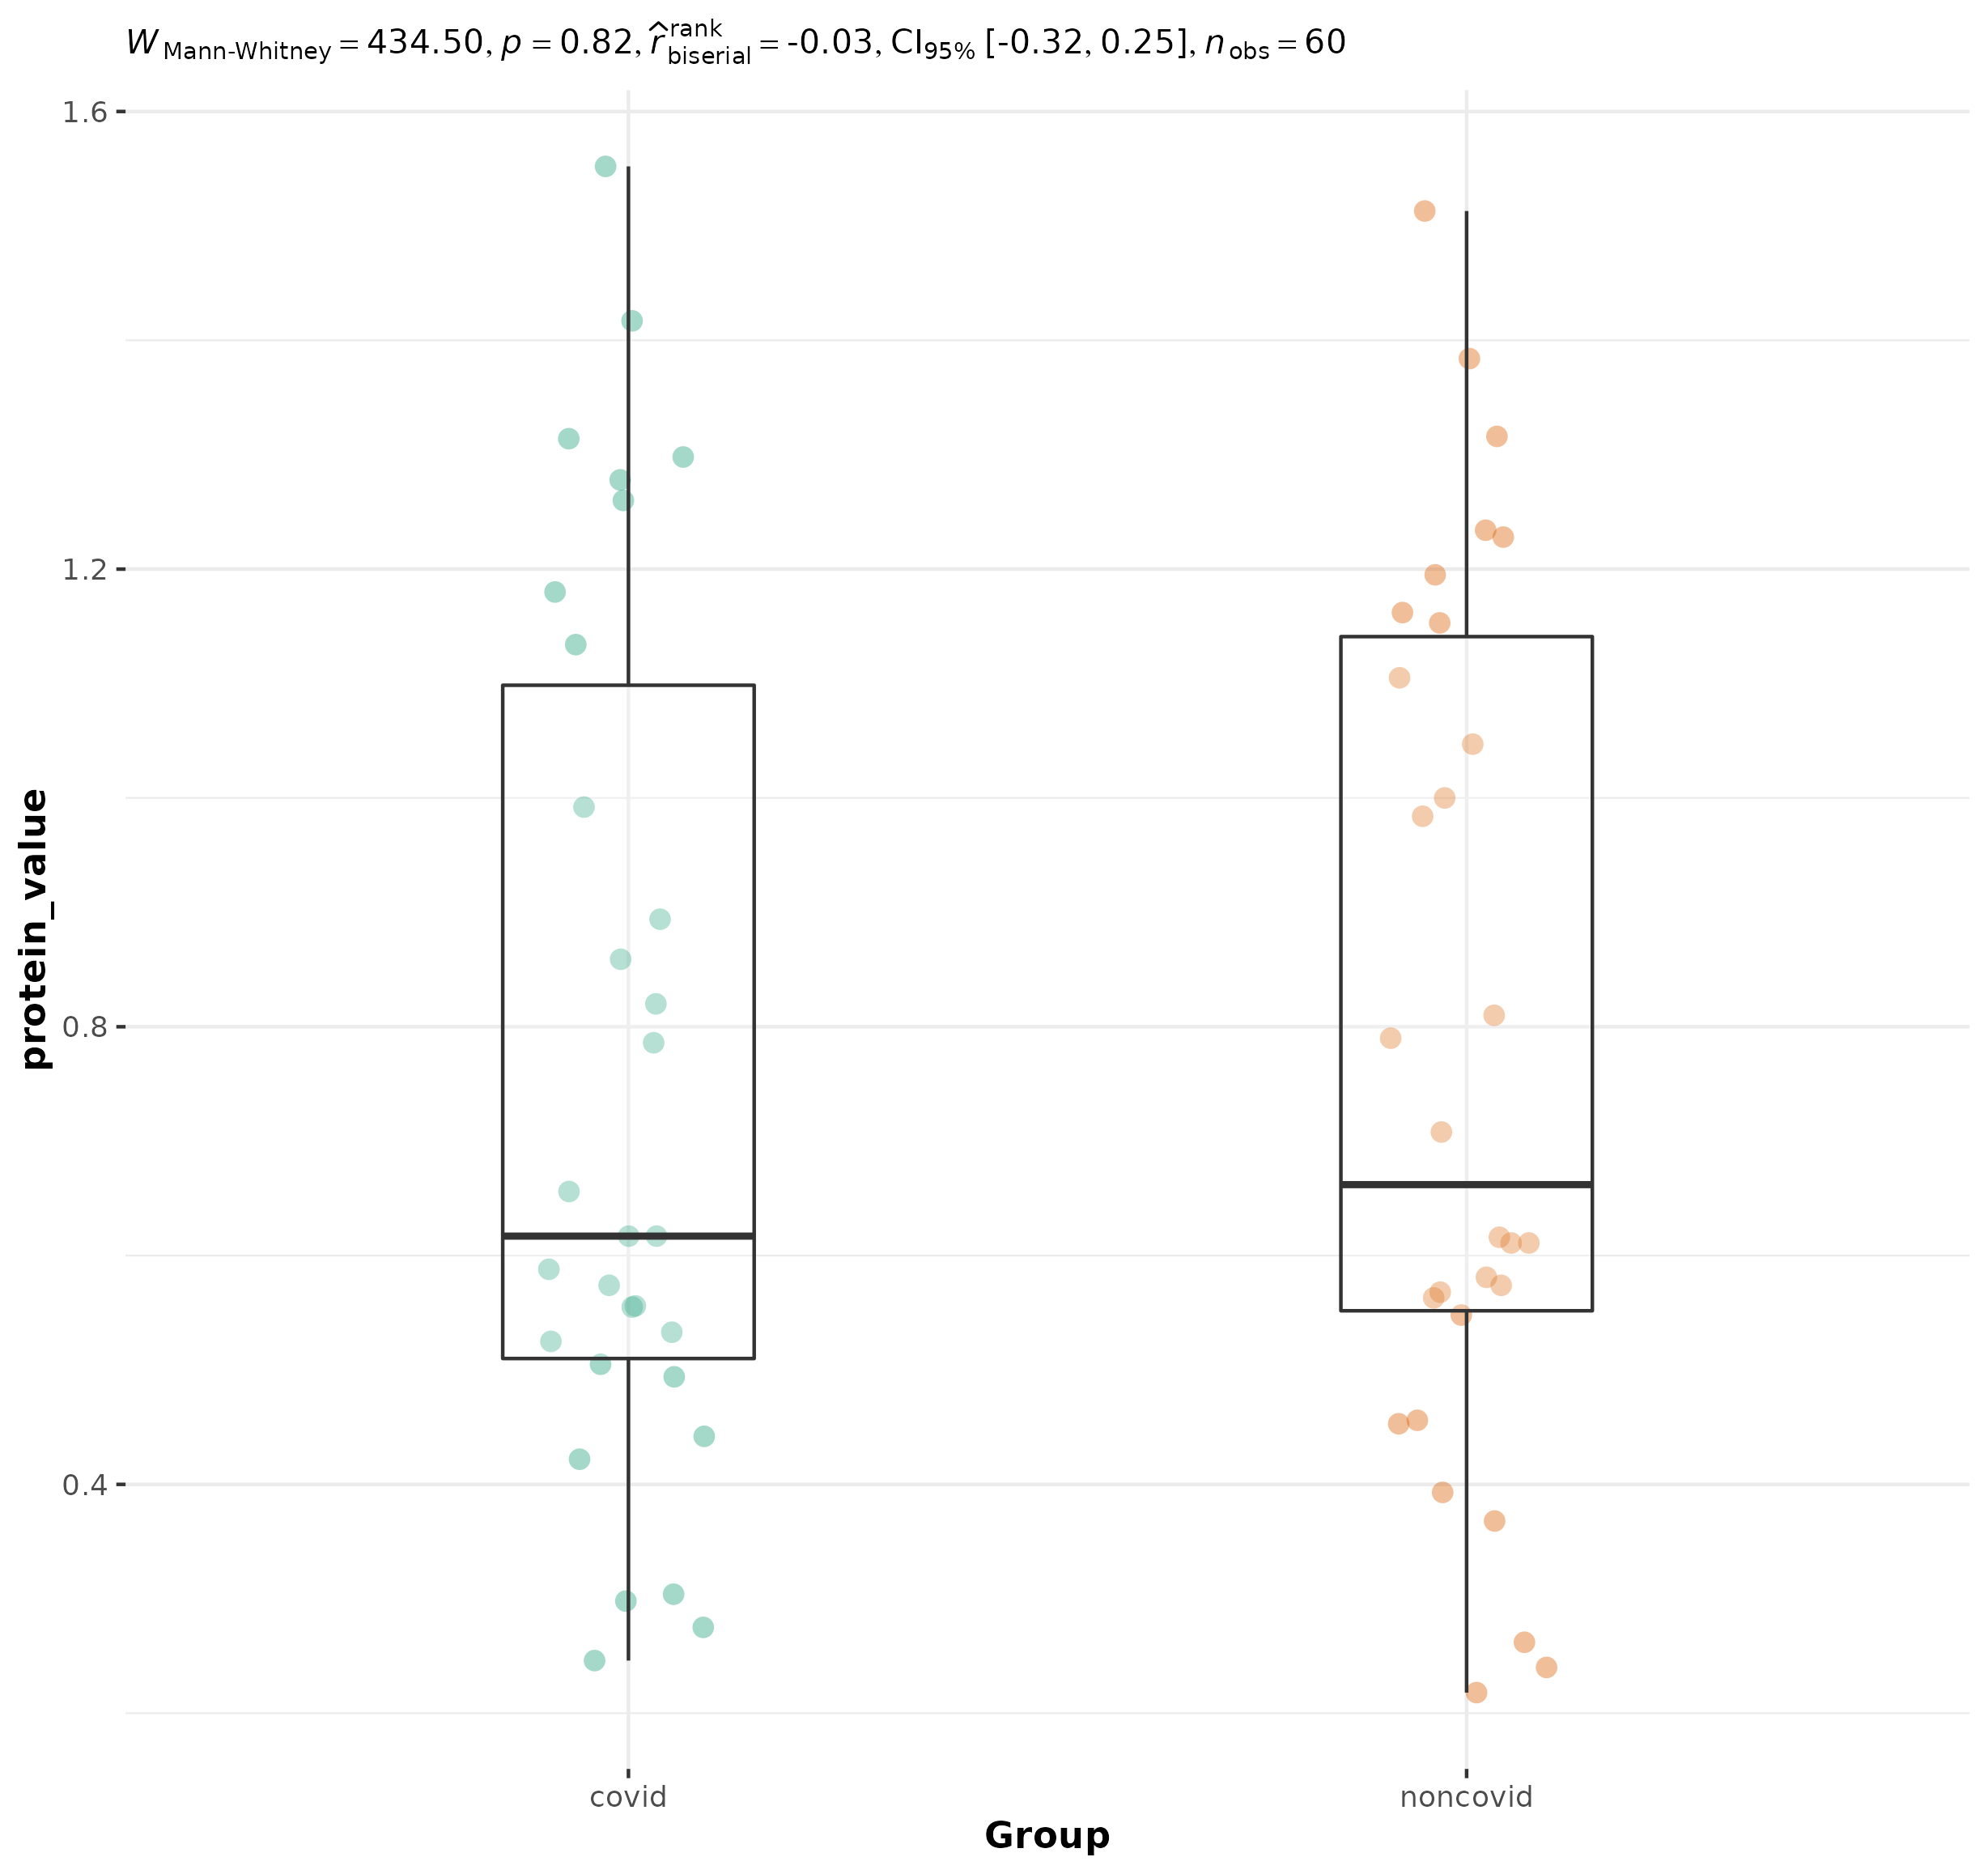 W Mann-Whitney = 434.50, p = 0.82, r̂ rank biserial = -0.03, CI95% [-0.32, 0.25], n obs = 60
1.6
1.2
0.8
0.4
protein_value
covid noncovid
Group